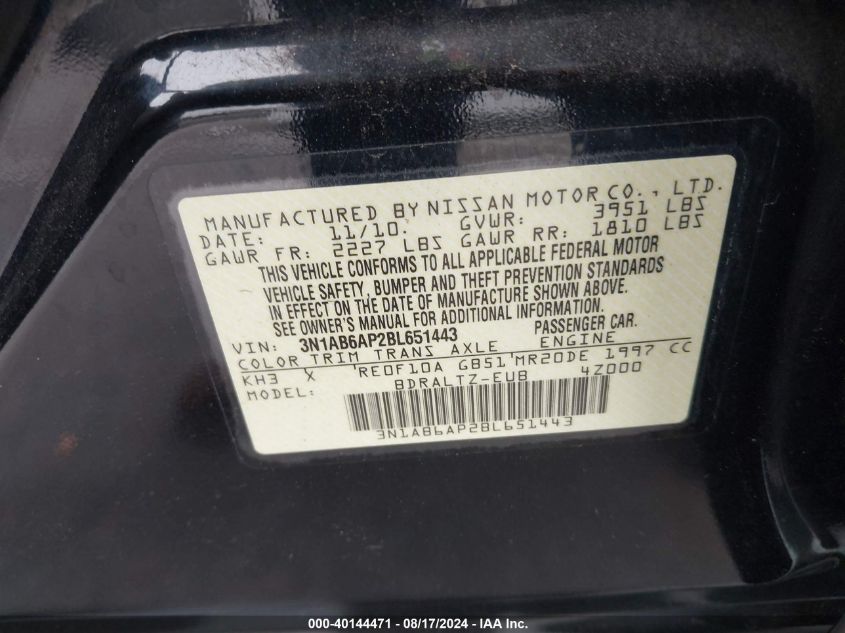 MANUFACTURED BY NISSAN MOTOR CO., LTD.
DATE: 11/10. GVWR: 3951 LBS
GAWR FR: 2227 LBS GAWR RR: 1810 LBS
THIS VEHICLE CONFORMS TO ALL APPLICABLE FEDERAL MOTOR
VEHICLE SAFETY, BUMPER AND THEFT PREVENTION STANDARDS
IN EFFECT ON THE DATE OF MANUFACTURE SHOWN ABOVE.
SEE OWNER'S MANUAL FOR ADDITIONAL INFORMATION.
VIN: 3N1AB6AP2BL651443 PASSENGER CAR.
COLOR TRIM TRANS AXLE ENGINE
KH3 X 'RE0F10A GB51'MR20DE 1997 CC
MODEL: BDRALTZ-EUB 4Z000
3N1AB6AP2BL651443
000-40144471 - 08/17/2024 - IAA, Inc.